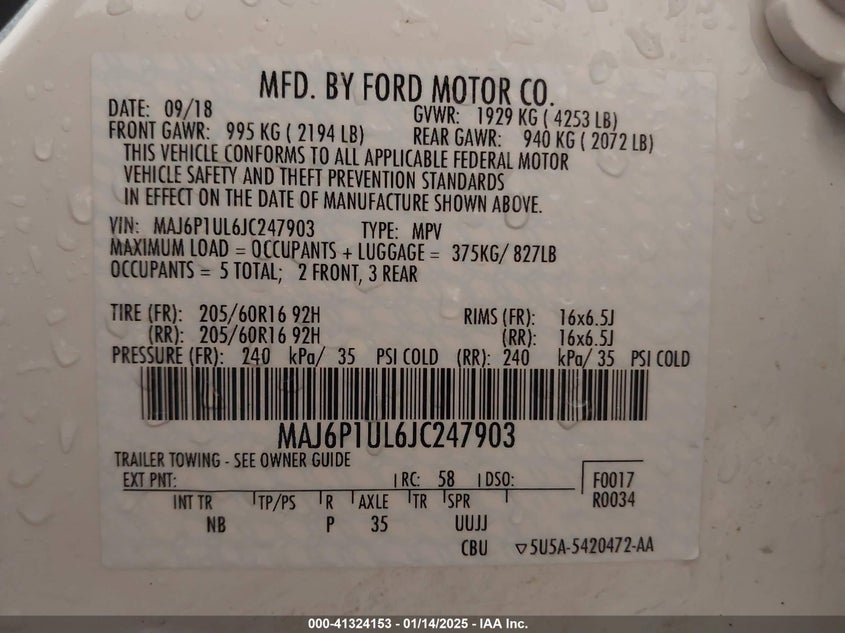 MFD. BY FORD MOTOR CO.
DATE: 09/18 GVWR: 1929 KG ( 4253 LB)
FRONT GAWR: 995 KG ( 2194 LB) REAR GAWR: 940 KG ( 2072 LB)
THIS VEHICLE CONFORMS TO ALL APPLICABLE FEDERAL MOTOR
VEHICLE SAFETY AND THEFT PREVENTION STANDARDS
IN EFFECT ON THE DATE OF MANUFACTURE SHOWN ABOVE.
VIN: MAJ6P1UL6JC247903 TYPE: MPV
MAXIMUM LOAD = OCCUPANTS + LUGGAGE = 375KG/ 827LB
OCCUPANTS = 5 TOTAL; 2 FRONT, 3 REAR
TIRE (FR): 205/60R16 92H RIMS (FR): 16x6.5J
(RR): 205/60R16 92H (RR): 16x6.5J
PRESSURE (FR): 240 kPa/ 35 PSI COLD (RR): 240 kPa/ 35 PSI COLD
MAJ6P1UL6JC247903
TRAILER TOWING - SEE OWNER GUIDE
EXT PNT: RC: 58 DSO: F0017
INT TR TP/PS R AXLE TR SPR R0034
NB P 35 UUJJ
CBU ▽5U5A-5420472-AA
000-41324153 - 01/14/2025 - IAA Inc.